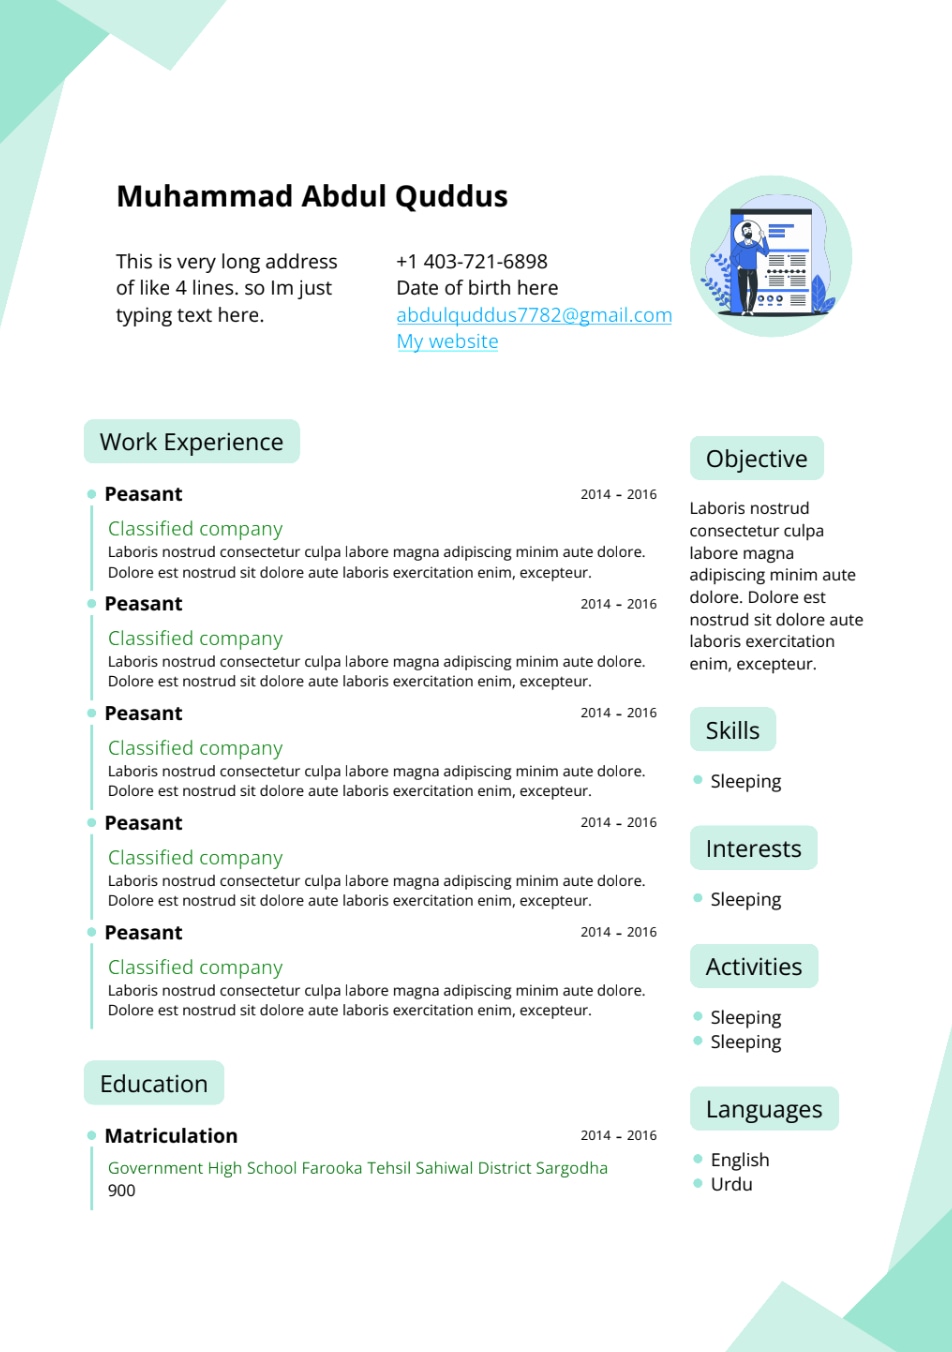 Muhammad Abdul Quddus
This is very long address
of like 4 lines. so Im just
typing text here.
+1 403-721-6898
Date of birth here
abdulquddus7782@gmail.com
My website
Work Experience
Peasant 2014 - 2016
Classified company
Laboris nostrud consectetur culpa labore magna adipiscing minim aute dolore.
Dolore est nostrud sit dolore aute laboris exercitation enim, excepteur.
Peasant 2014 - 2016
Classified company
Laboris nostrud consectetur culpa labore magna adipiscing minim aute dolore.
Dolore est nostrud sit dolore aute laboris exercitation enim, excepteur.
Peasant 2014 - 2016
Classified company
Laboris nostrud consectetur culpa labore magna adipiscing minim aute dolore.
Dolore est nostrud sit dolore aute laboris exercitation enim, excepteur.
Peasant 2014 - 2016
Classified company
Laboris nostrud consectetur culpa labore magna adipiscing minim aute dolore.
Dolore est nostrud sit dolore aute laboris exercitation enim, excepteur.
Peasant 2014 - 2016
Classified company
Laboris nostrud consectetur culpa labore magna adipiscing minim aute dolore.
Dolore est nostrud sit dolore aute laboris exercitation enim, excepteur.
Education
Matriculation 2014 - 2016
Government High School Farooka Tehsil Sahiwal District Sargodha
900
Objective
Laboris nostrud
consectetur culpa
labore magna
adipiscing minim aute
dolore. Dolore est
nostrud sit dolore aute
laboris exercitation
enim, excepteur.
Skills
Sleeping
Interests
Sleeping
Activities
Sleeping
Sleeping
Languages
English
Urdu